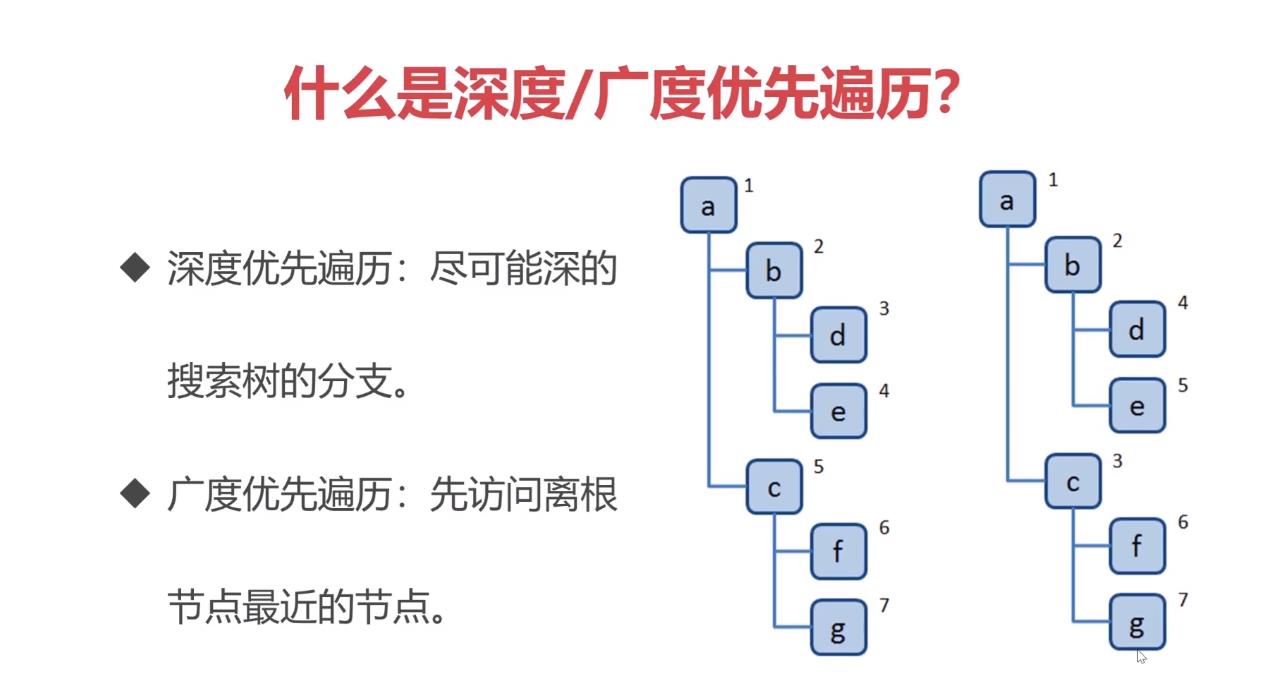 什么是深度/广度优先遍历？
◆ 深度优先遍历：尽可能深的
搜索树的分支。
◆ 广度优先遍历：先访问离根
节点最近的节点。
a 1
b 2
d 3
e 4
c 5
f 6
g 7
a 1
b 2
d 4
e 5
c 3
f 6
g 7